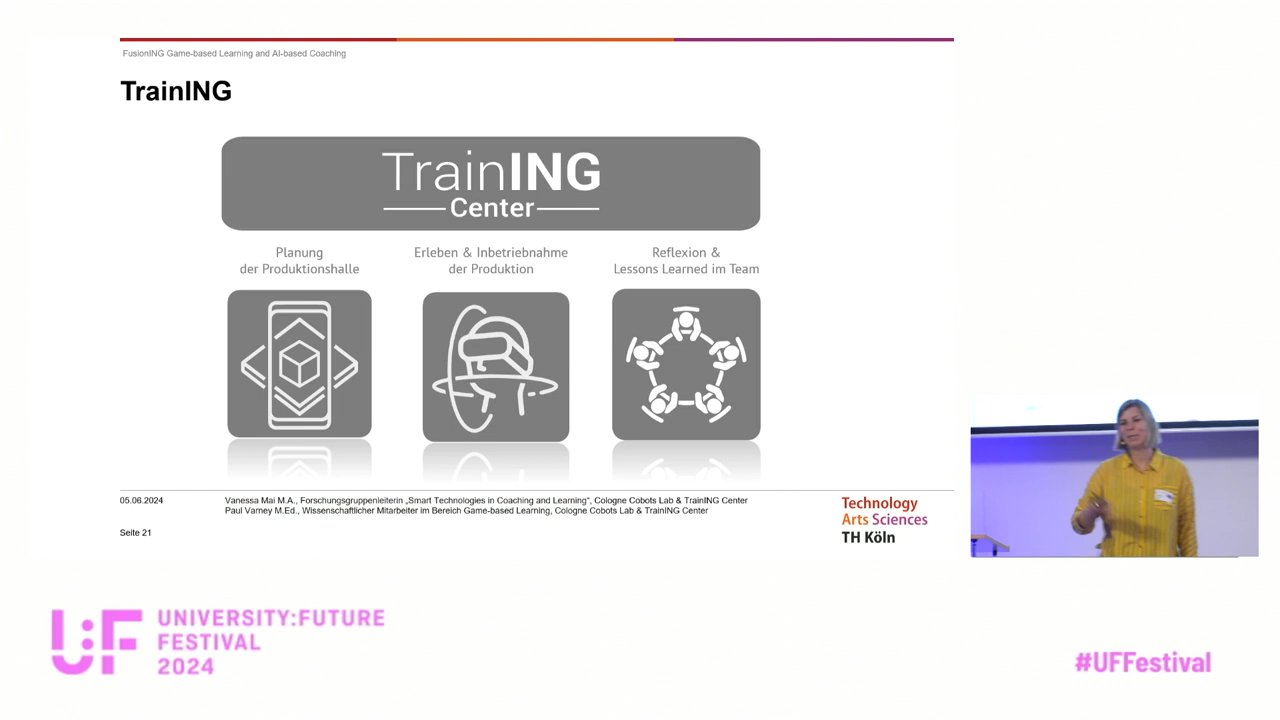 FusionING Game-based Learning and AI-based Coaching
TrainING
TrainING
Center
Planung
der Produktionshalle
Erleben & Inbetriebnahme
der Produktion
Reflexion &
Lessons Learned im Team
05.06.2024
Vanessa Mai M.A., Forschungsgruppenleiterin „Smart Technologies in Coaching and Learning“, Cologne Cobots Lab & TrainING Center
Paul Varney M.Ed., Wissenschaftlicher Mitarbeiter im Bereich Game-based Learning, Cologne Cobots Lab & TrainING Center
Seite 21
Technology
Arts Sciences
TH Köln
U:F
UNIVERSITY:FUTURE
FESTIVAL
2024
#UFFestival